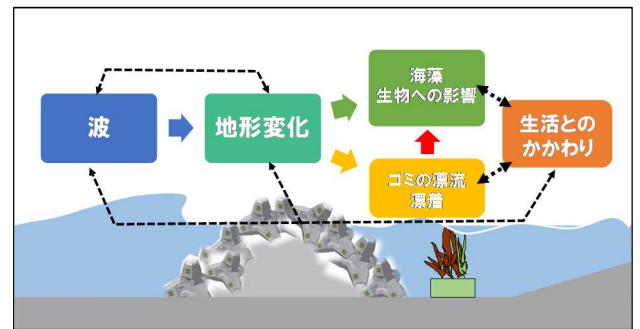 波
地形変化
海藻
生物への影響
ゴミの漂流
漂着
生活との
かかわり